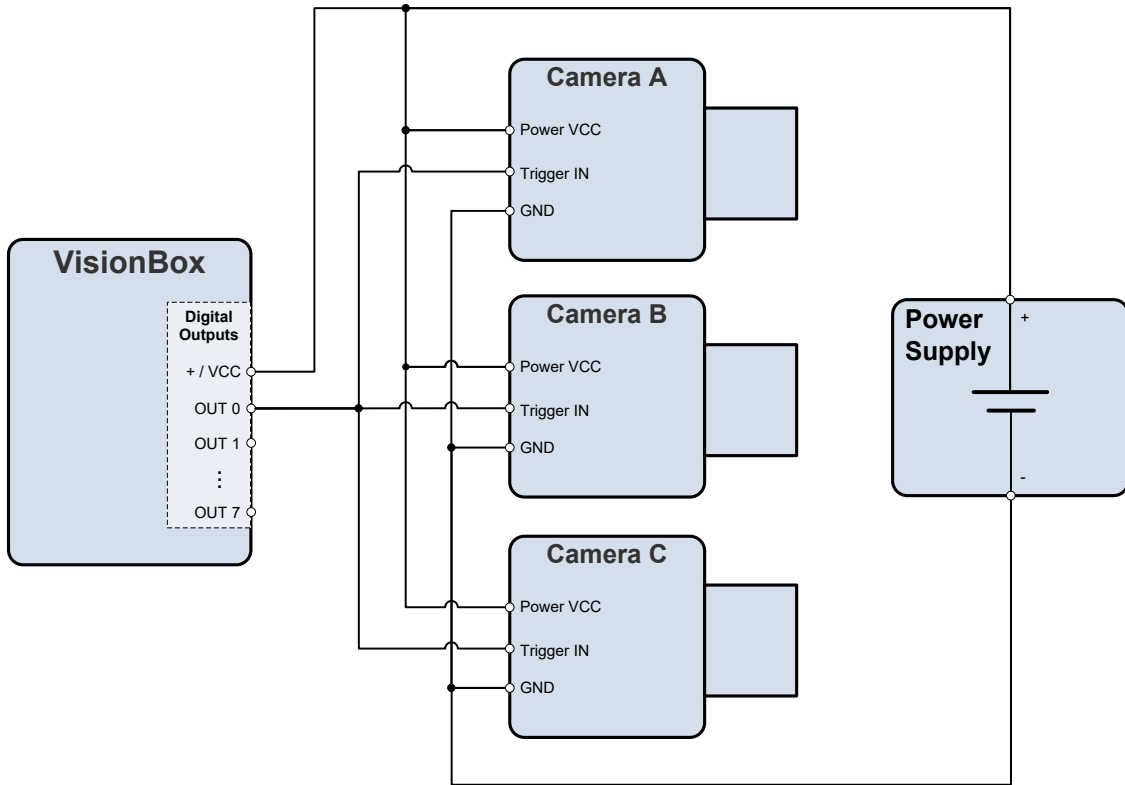 Camera A
Power VCC
Trigger IN
GND
VisionBox
Digital
Outputs
+ / VCC
OUT 0
OUT 1
⋮
OUT 7
Camera B
Power VCC
Trigger IN
GND
Camera C
Power VCC
Trigger IN
GND
Power
Supply
+
-